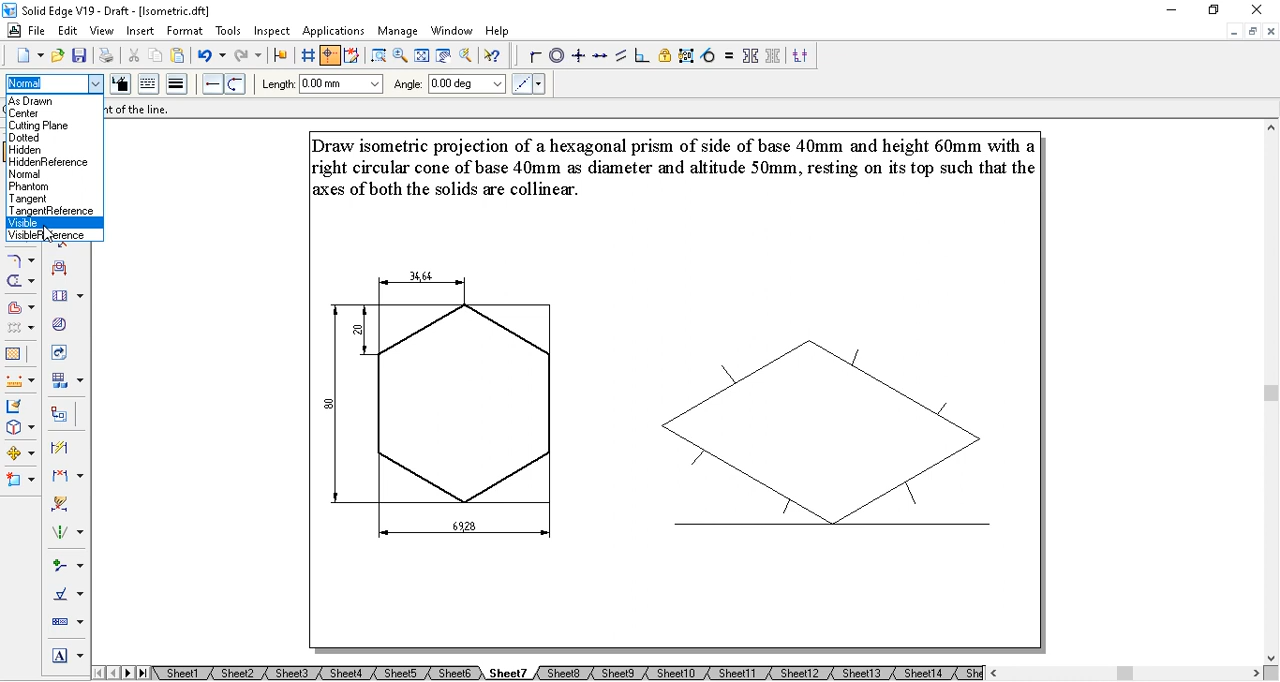 Solid Edge V19 - Draft - [Isometric.dft]
File Edit View Insert Format Tools Inspect Applications Manage Window Help
Normal Length: 0.00 mm Angle: 0.00 deg
nt of the line.
As Drawn
Center
Cutting Plane
Dotted
Hidden
HiddenReference
Normal
Phantom
Tangent
TangentReference
Visible
Draw isometric projection of a hexagonal prism of side of base 40mm and height 60mm with a
right circular cone of base 40mm as diameter and altitude 50mm, resting on its top such that the
axes of both the solids are collinear.
34,64
20
80
69,28
A
Sheet1 Sheet2 Sheet3 Sheet4 Sheet5 Sheet6 Sheet7 Sheet8 Sheet9 Sheet10 Sheet11 Sheet12 Sheet13 Sheet14 She